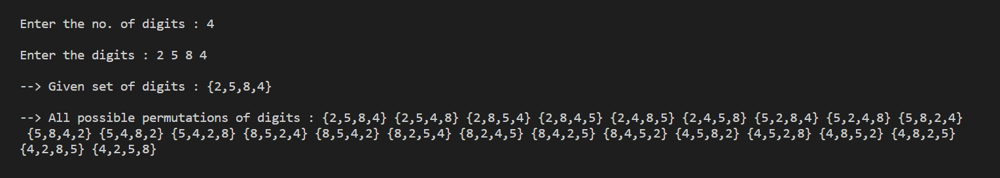 Enter the no. of digits : 4
Enter the digits : 2 5 8 4
--> Given set of digits : {2,5,8,4}
--> All possible permutations of digits : {2,5,8,4} {2,5,4,8} {2,8,5,4} {2,8,4,5} {2,4,8,5} {2,4,5,8} {5,2,8,4} {5,2,4,8} {5,8,2,4}
{5,8,4,2} {5,4,8,2} {5,4,2,8} {8,5,2,4} {8,5,4,2} {8,2,5,4} {8,2,4,5} {8,4,2,5} {8,4,5,2} {4,5,8,2} {4,5,2,8} {4,8,5,2} {4,8,2,5}
{4,2,8,5} {4,2,5,8}